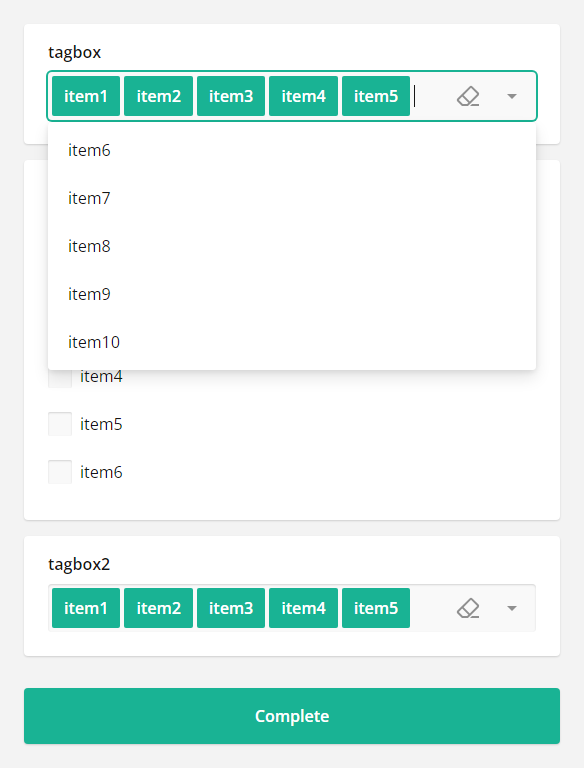 tagbox
item1 item2 item3 item4 item5
item6
item7
item8
item9
item10
item4
item5
item6
tagbox2
item1 item2 item3 item4 item5
Complete